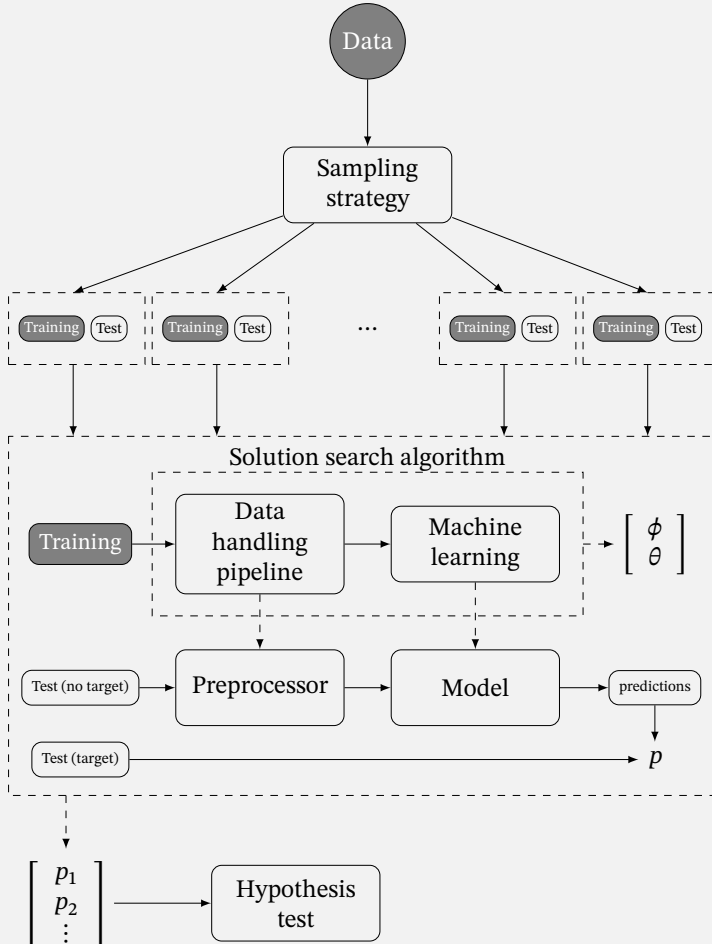 Data
Sampling
strategy
Training Test Training Test ... Training Test Training Test
Solution search algorithm
Training
Data
handling
pipeline
Machine
learning
ϕ
θ
Test (no target)
Preprocessor
Model
predictions
Test (target)
p
p1
p2
⋮
Hypothesis
test